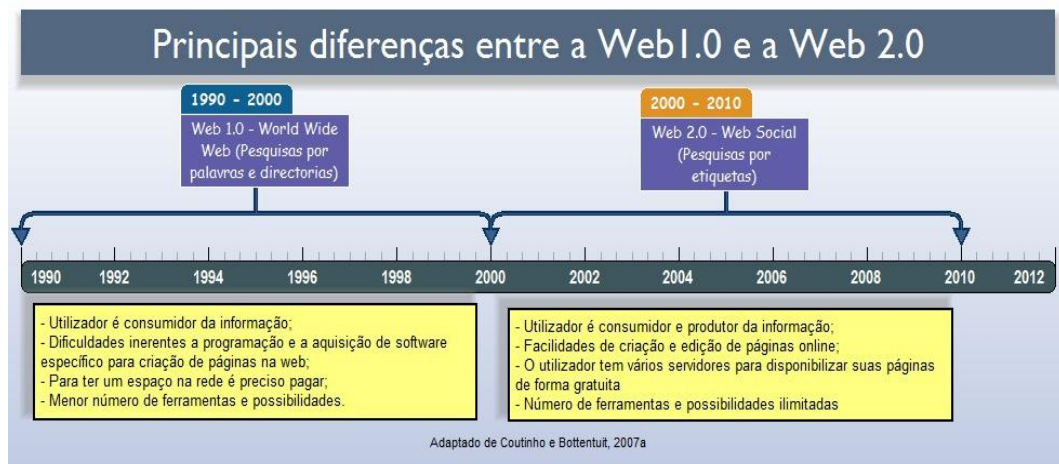 Principais diferenças entre a Web1.0 e a Web 2.0
1990 - 2000
Web 1.0 - World Wide
Web (Pesquisas por
palavras e directorias)
2000 - 2010
Web 2.0 - Web Social
(Pesquisas por
etiquetas)
1990 1992 1994 1996 1998 2000 2002 2004 2006 2008 2010 2012
- Utilizador é consumidor da informação;
- Dificuldades inerentes a programação e a aquisição de software
específico para criação de páginas na web;
- Para ter um espaço na rede é preciso pagar;
- Menor número de ferramentas e possibilidades.
- Utilizador é consumidor e produtor da informação;
- Facilidades de criação e edição de páginas online;
- O utilizador tem vários servidores para disponibilizar suas páginas
de forma gratuita
- Número de ferramentas e possibilidades ilimitadas
Adaptado de Coutinho e Bottentuit, 2007a